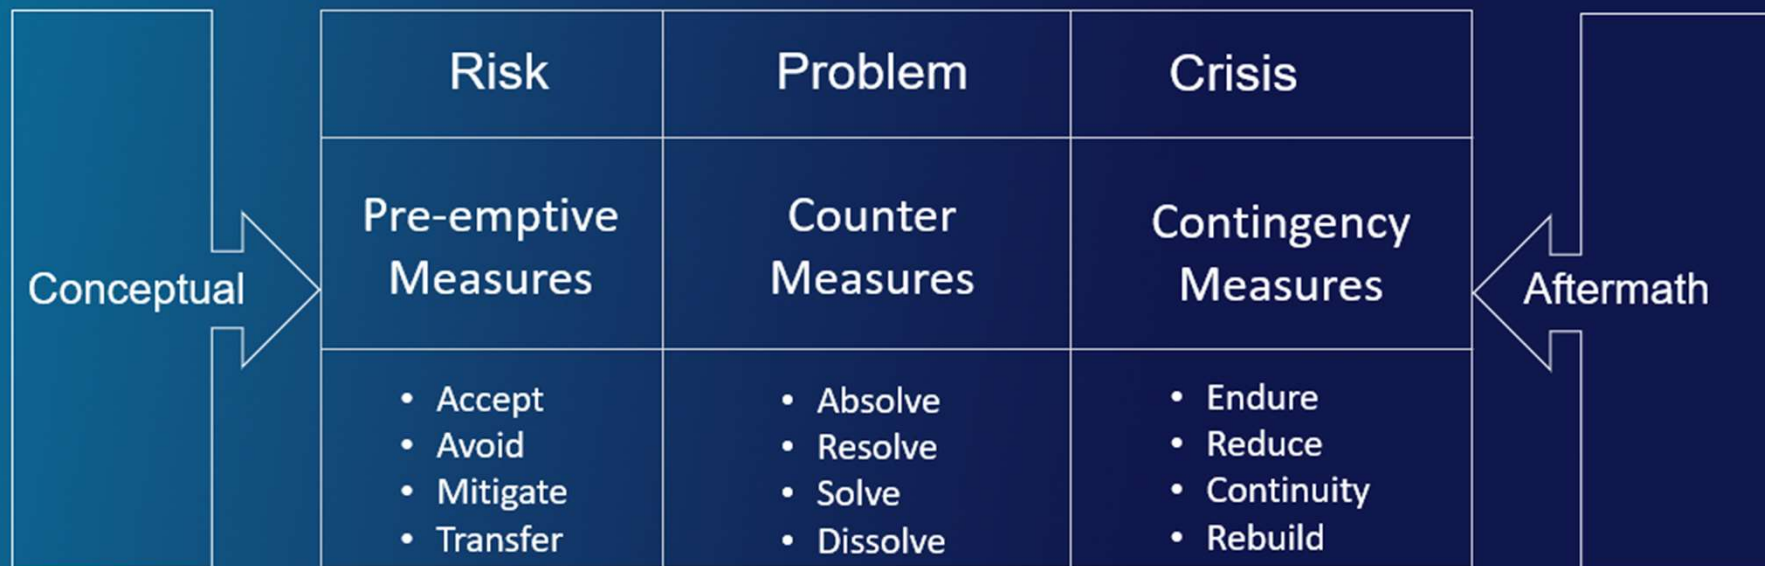 Risk
Problem
Crisis
Conceptual
Pre-emptive
Measures
Counter
Measures
Contingency
Measures
Aftermath
• Accept
• Avoid
• Mitigate
• Transfer
• Absolve
• Resolve
• Solve
• Dissolve
• Endure
• Reduce
• Continuity
• Rebuild